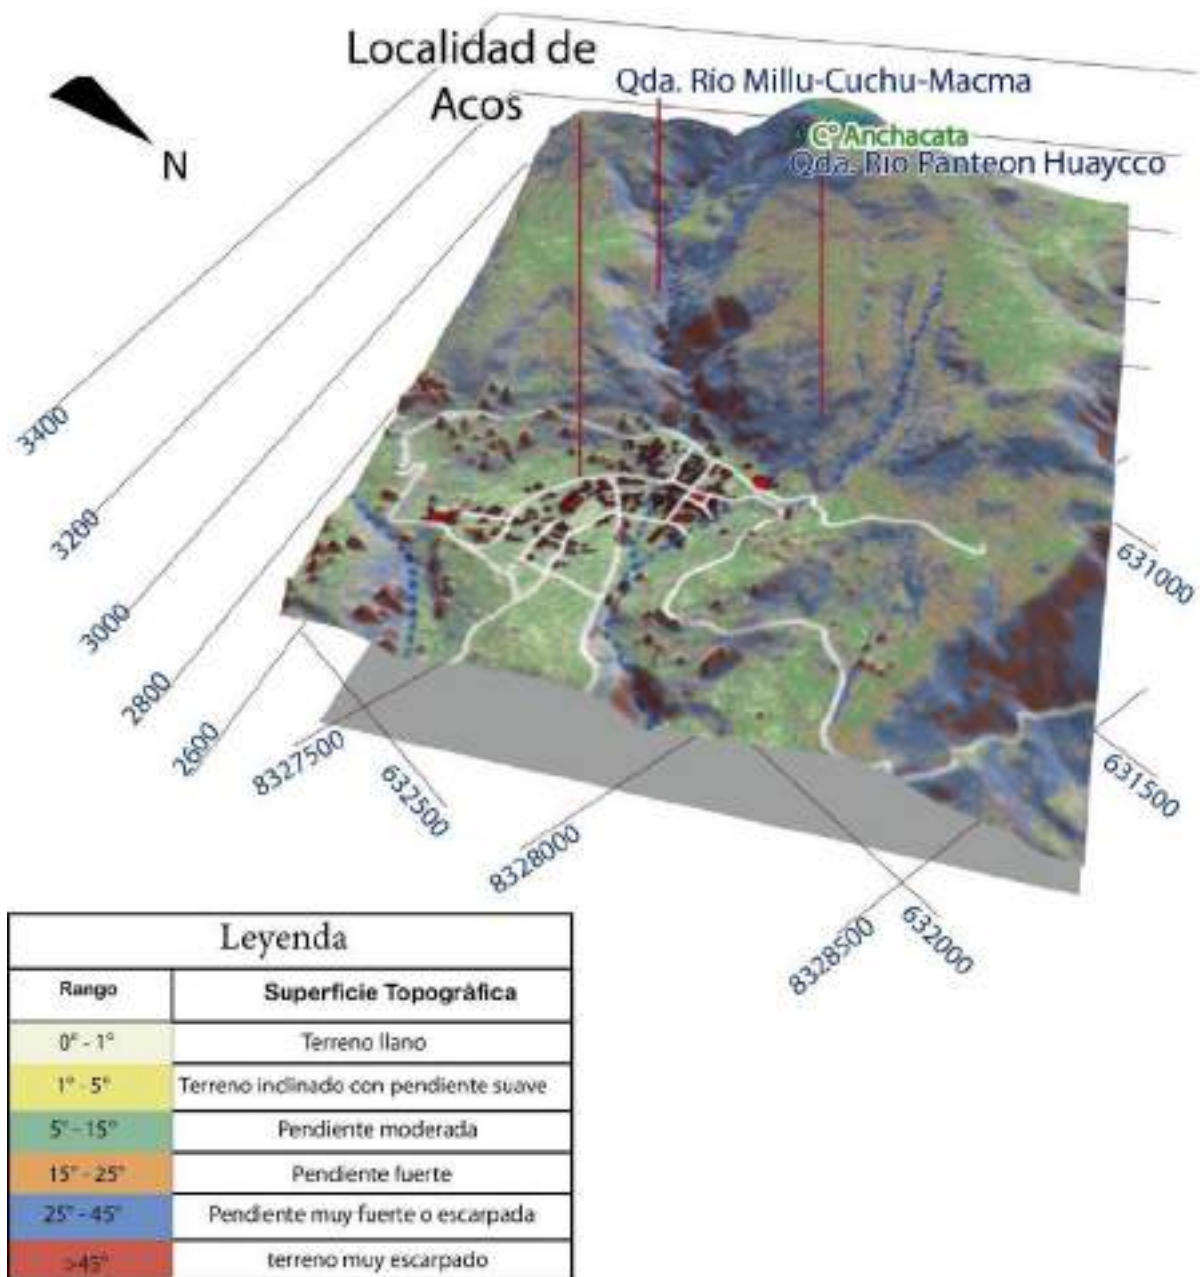 Localidad de
Acos
Qda. Río Millu-Cuchu-Macma
C° Anchacata
Qda. Rio Panteon Huaycco
N
3400
3200
3000
2800
2600
8327500
632500
8328000
8328500
632000
631500
631000
Leyenda
Rango Superficie Topogràfica
0° - 1° Terreno llano
1° - 5° Terreno inclinado con pendiente suave
5° - 15° Pendiente moderada
15° - 25° Pendiente fuerte
25° - 45° Pendiente muy fuerte o escarpada
>45° terreno muy escarpado